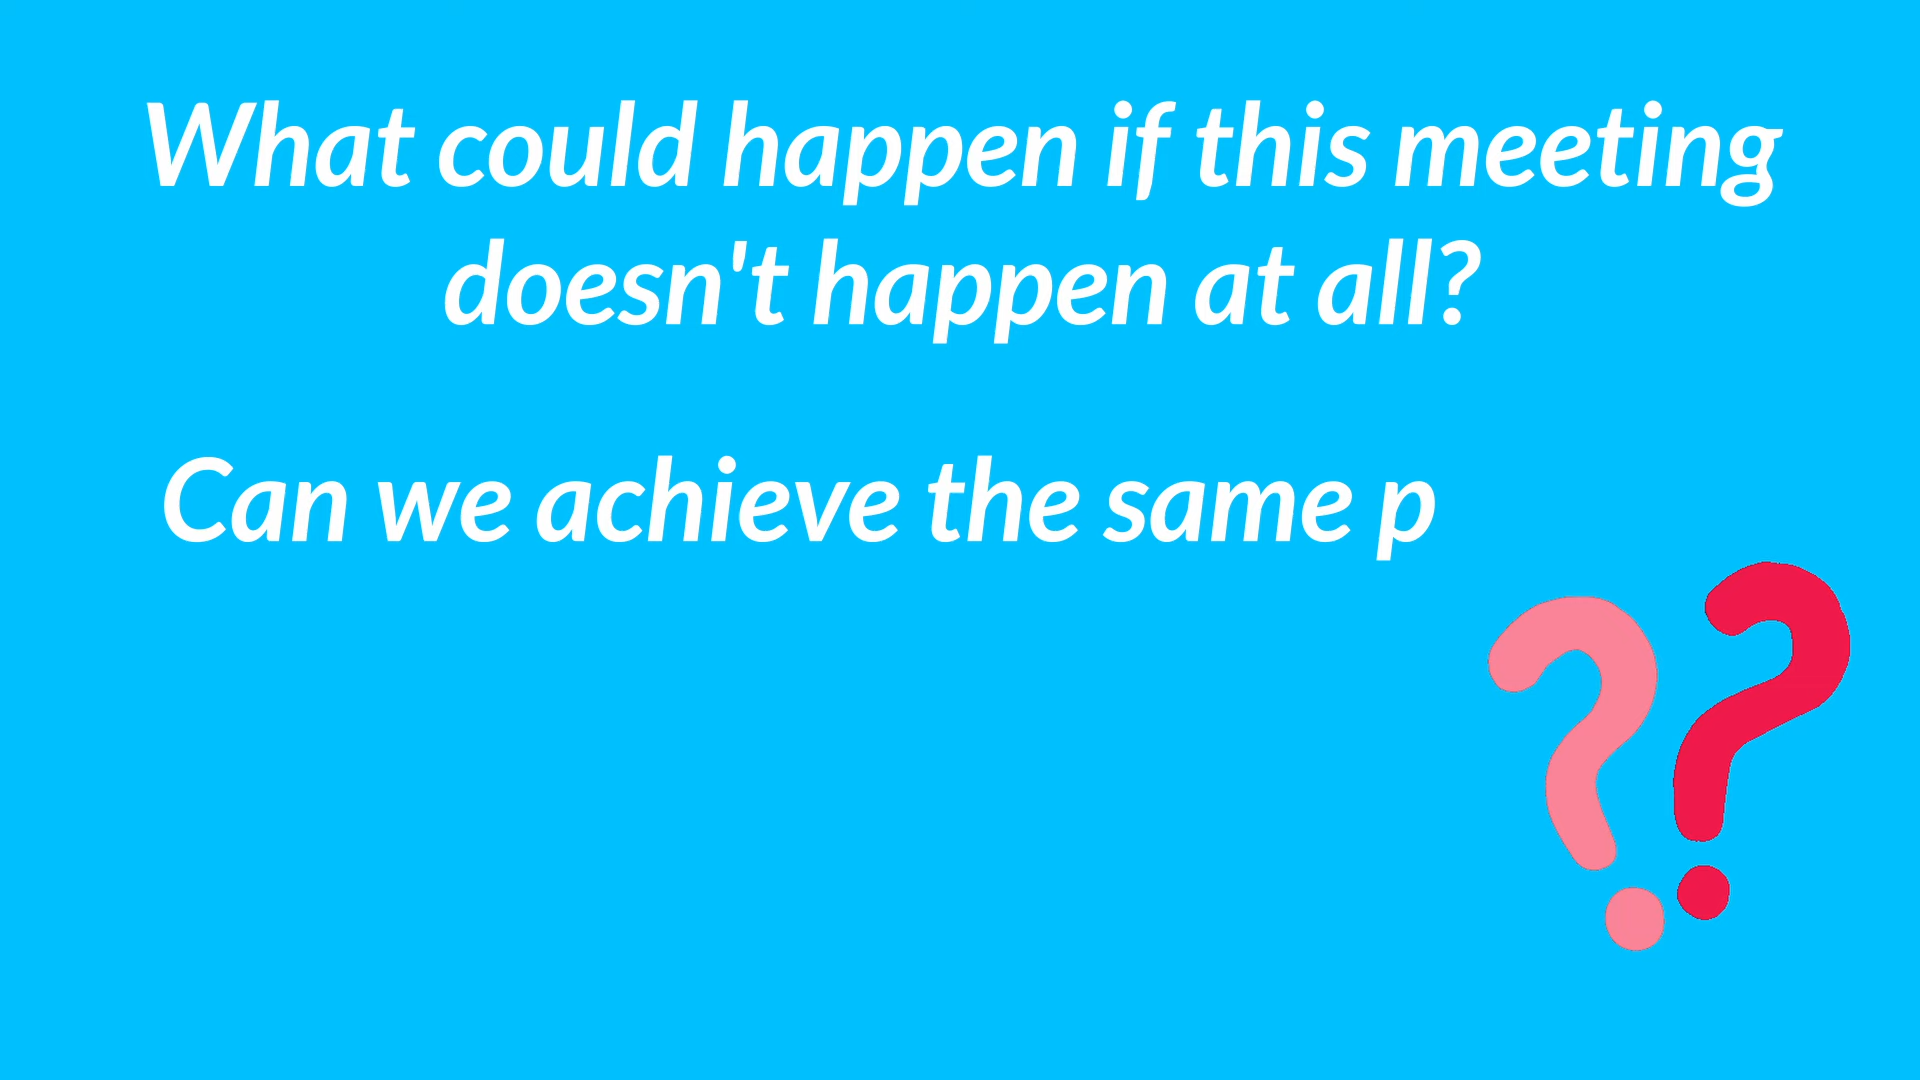 What could happen if this meeting
doesn't happen at all?
Can we achieve the same p